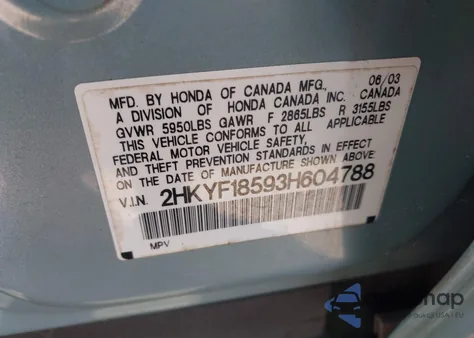 MFD. BY HONDA OF CANADA MFG., 06/03
A DIVISION OF HONDA CANADA INC. CANADA
GVWR 5950LBS GAWR F 2865LBS R 3155LBS
THIS VEHICLE CONFORMS TO ALL APPLICABLE
FEDERAL MOTOR VEHICLE SAFETY,
AND THEFT PREVENTION STANDARDS IN EFFECT
ON THE DATE OF MANUFACTURE SHOWN ABOVE.
V.I.N. 2HKYF18593H604788
MPV